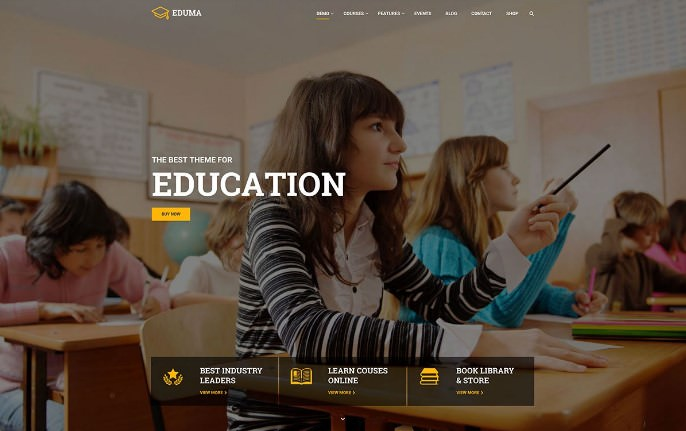 EDUMA
DEMO COURSES FEATURES EVENTS BLOG CONTACT SHOP
THE BEST THEME FOR
EDUCATION
BUY NOW
BEST INDUSTRY
LEADERS
VIEW MORE >
LEARN COUSES
ONLINE
VIEW MORE >
BOOK LIBRARY
& STORE
VIEW MORE >